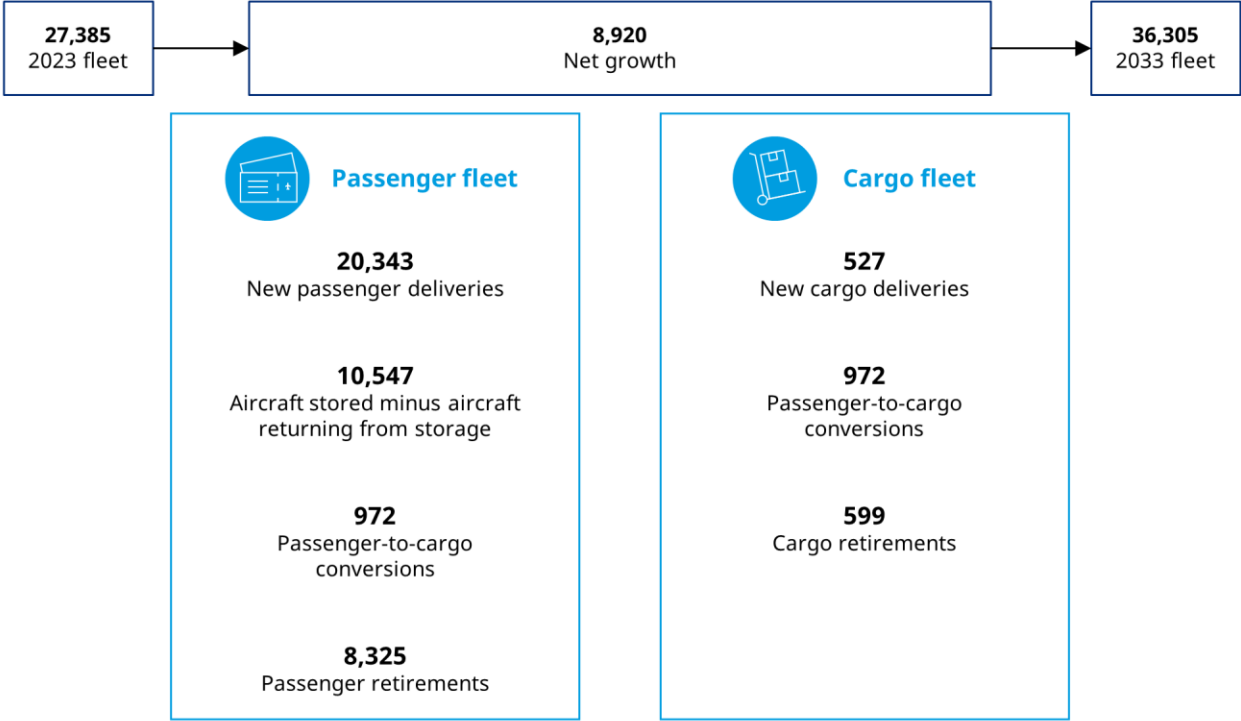 27,385
2023 fleet
8,920
Net growth
36,305
2033 fleet
Passenger fleet
20,343
New passenger deliveries
10,547
Aircraft stored minus aircraft
returning from storage
972
Passenger-to-cargo
conversions
8,325
Passenger retirements
Cargo fleet
527
New cargo deliveries
972
Passenger-to-cargo
conversions
599
Cargo retirements